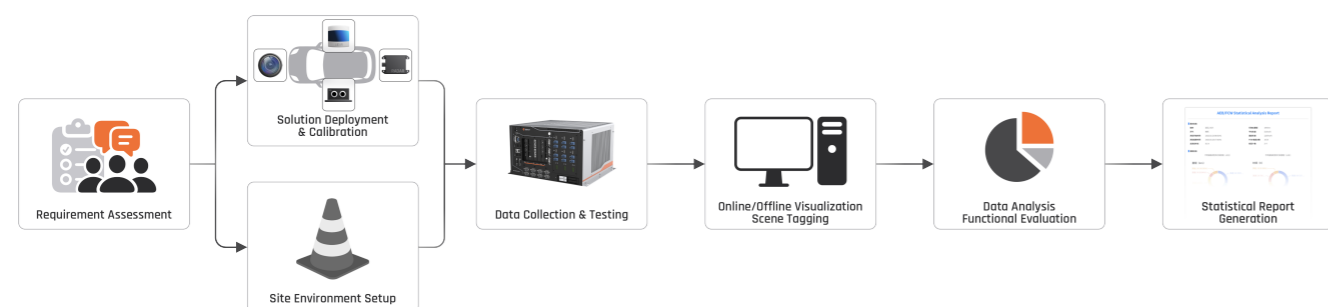 Requirement Assessment
Solution Deployment
& Calibration
Site Environment Setup
Data Collection & Testing
Online/Offline Visualization
Scene Tagging
Data Analysis
Functional Evaluation
Statistical Report
Generation